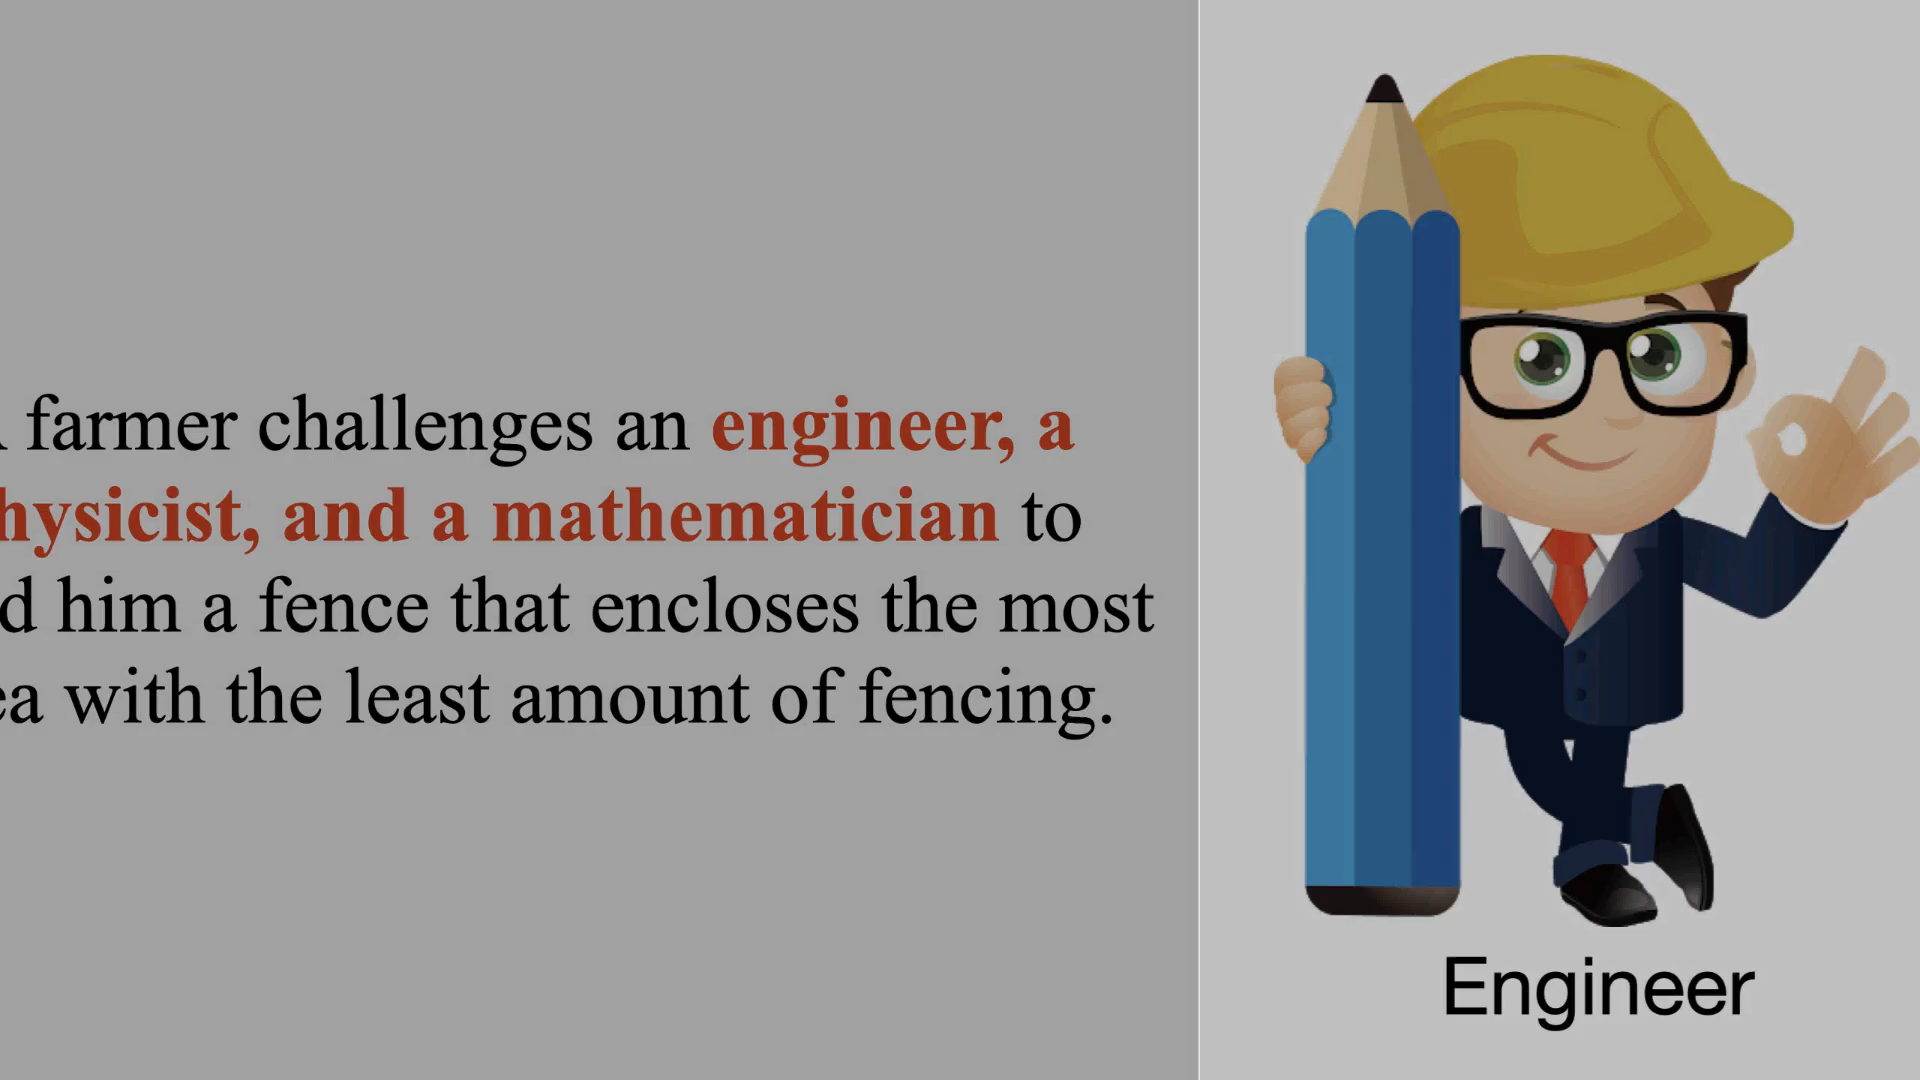 farmer challenges an engineer, a
hysicist, and a mathematician to
d him a fence that encloses the most
ea with the least amount of fencing.
Engineer